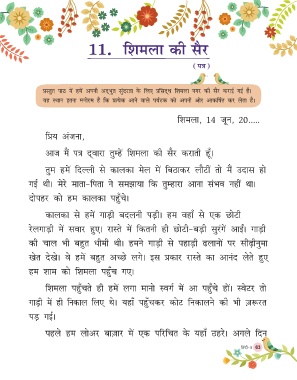 11. शिमला की सैर
( पत्र )
प्रस्तुत पाठ में हमें अपनी अद्भुत सुंदरता के लिए प्रसिद्ध शिमला नगर की सैर कराई गई है।
यह स्थान इतना मनोरम है कि प्रत्येक आने वाले पर्यटक को अपनी ओर आकर्षित कर लेता है।
शिमला, 14 जून, 20.....
प्रिय अंजना,
आज मैं पत्र द्वारा तुम्हें शिमला की सैर कराती हूँ।
तुम हमें दिल्ली से कालका मेल में बिठाकर लौटीं तो मैं उदास हो
गई थी। मेरे माता-पिता ने समझाया कि तुम्हारा आना संभव नहीं था।
दोपहर को हम कालका पहुँचे।
कालका से हमें गाड़ी बदलनी पड़ी। हम वहाँ से एक छोटी
रेलगाड़ी में सवार हुए। रास्ते में कितनी ही छोटी-बड़ी सुरंगें आईं। गाड़ी
की चाल भी बहुत धीमी थी। हमने गाड़ी से पहाड़ी ढलानों पर सीढ़ीनुमा
खेत देखे। वे हमें बहुत अच्छे लगे। इस प्रकार रास्ते का आनंद लेते हुए
हम शाम को शिमला पहुँच गए।
शिमला पहुँचते ही हमें लगा मानो स्वर्ग में आ पहुँचे हों। स्वेटर तो
गाड़ी में ही निकाल लिए थे। यहाँ पहुँचकर कोट निकालने की भी ज़रूरत
पड़ गई।
पहले हम लोअर बाज़ार में एक परिचित के यहाँ ठहरे। अगले दिन
63